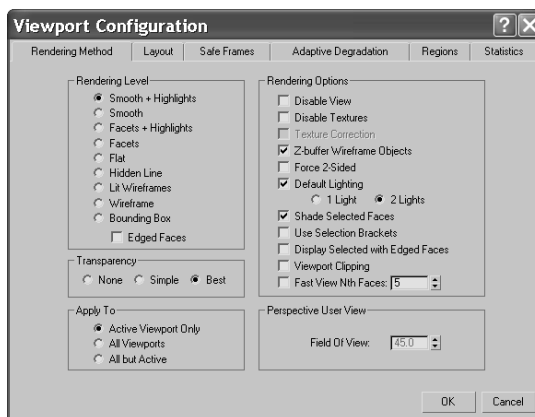 Viewport Configuration
Rendering Method
Layout
Safe Frames
Adaptive Degradation
Regions
Statistics
Rendering Level
Smooth + Highlights
Smooth
Facets + Highlights
Facets
Flat
Hidden Line
Lit Wireframes
Wireframe
Bounding Box
Edged Faces
Transparency
None
Simple
Best
Apply To
Active Viewport Only
All Viewports
All but Active
Rendering Options
Disable View
Disable Textures
Texture Correction
Z-buffer Wireframe Objects
Force 2-Sided
Default Lighting
1 Light
2 Lights
Shade Selected Faces
Use Selection Brackets
Display Selected with Edged Faces
Viewport Clipping
Fast View Nth Faces: 5
Perspective User View
Field Of View: 45.0
OK
Cancel